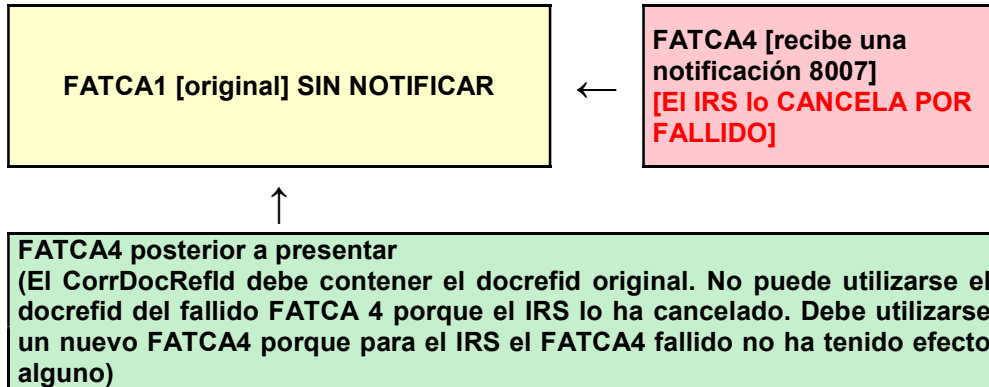 FATCA1 [original] SIN NOTIFICAR
←
FATCA4 [recibe una
notificación 8007]
[El IRS lo CANCELA POR
FALLIDO]
↑
FATCA4 posterior a presentar
(El CorrDocRefId debe contener el docrefid original. No puede utilizarse el
docrefid del fallido FATCA 4 porque el IRS lo ha cancelado. Debe utilizarse
un nuevo FATCA4 porque para el IRS el FATCA4 fallido no ha tenido efecto
alguno)